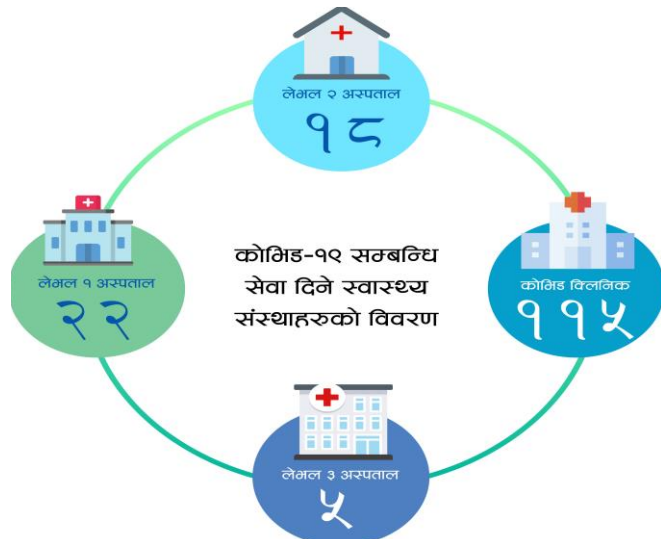 लेभल २ अस्पताल
१८
लेभल १ अस्पताल
२२
कोभिड-१९ सम्बन्धि
सेवा दिने स्वास्थ्य
संस्थाहरुको विवरण
कोभिड क्लिनिक
११५
लेभल ३ अस्पताल
५